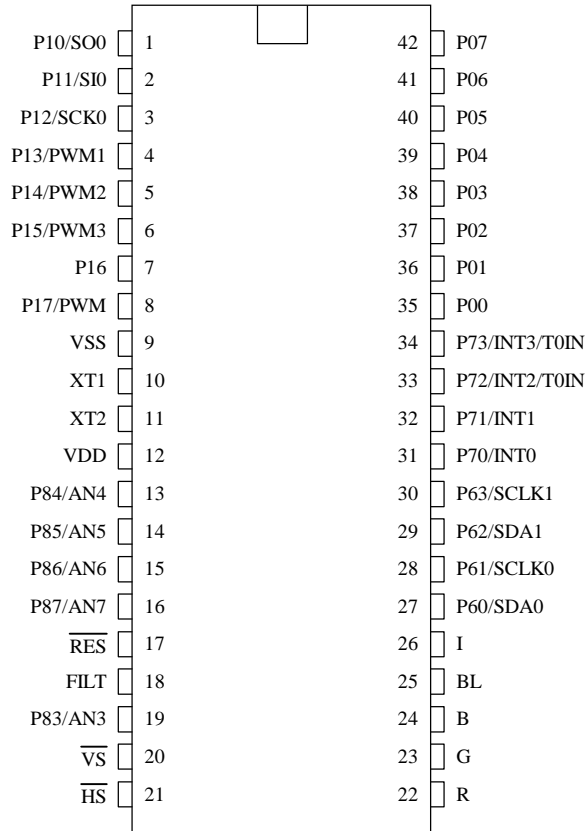 P10/SO0 1 42 P07
P11/SI0 2 41 P06
P12/SCK0 3 40 P05
P13/PWM1 4 39 P04
P14/PWM2 5 38 P03
P15/PWM3 6 37 P02
P16 7 36 P01
P17/PWM 8 35 P00
VSS 9 34 P73/INT3/T0IN
XT1 10 33 P72/INT2/T0IN
XT2 11 32 P71/INT1
VDD 12 31 P70/INT0
P84/AN4 13 30 P63/SCLK1
P85/AN5 14 29 P62/SDA1
P86/AN6 15 28 P61/SCLK0
P87/AN7 16 27 P60/SDA0
RES 17 26 I
FILT 18 25 BL
P83/AN3 19 24 B
VS 20 23 G
HS 21 22 R